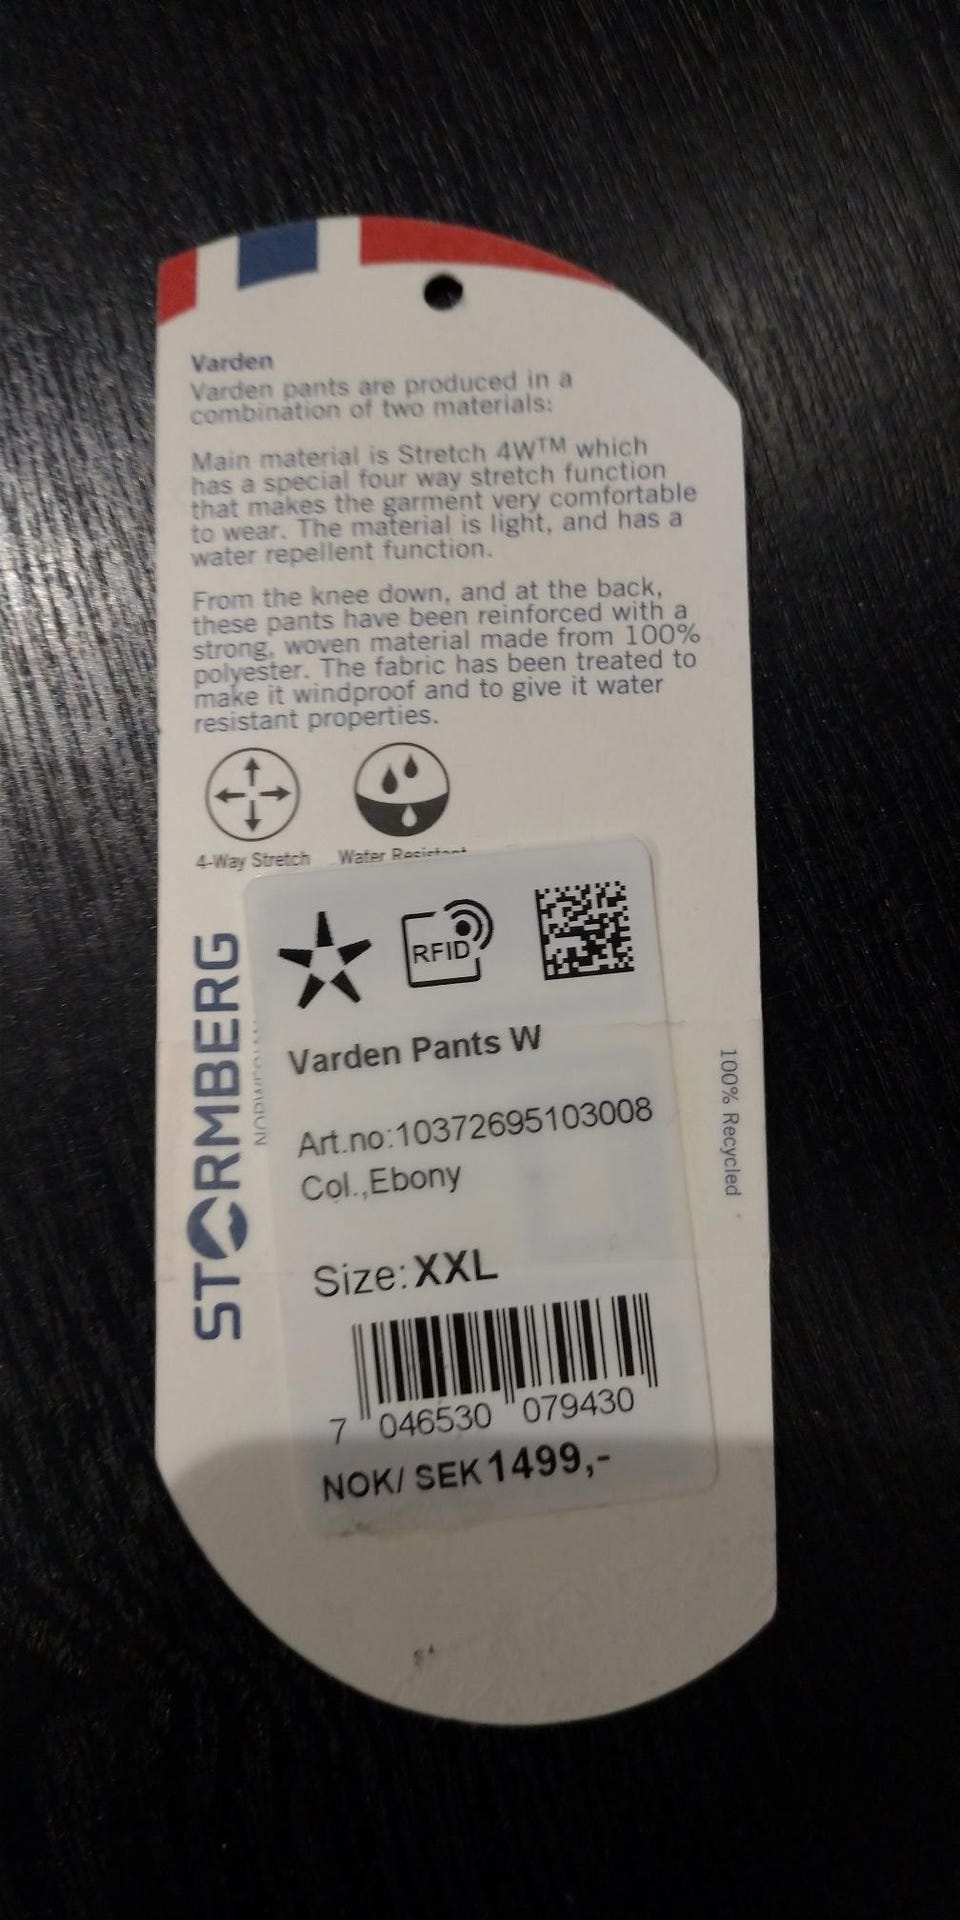 Varden
Varden pants are produced in a
combination of two materials:
Main material is Stretch 4W™ which
has a special four way stretch function
that makes the garment very comfortable
to wear. The material is light, and has a
water repellent function.
From the knee down, and at the back,
these pants have been reinforced with a
strong, woven material made from 100%
polyester. The fabric has been treated to
make it windproof and to give it water
resistant properties.
4-Way Stretch Water Resistant
RFID
STORMBERG
Varden Pants W
Art.no:10372695103008
Col.,Ebony
Size:XXL
7 046530 079430
NOK/ SEK 1499,-
100% Recycled